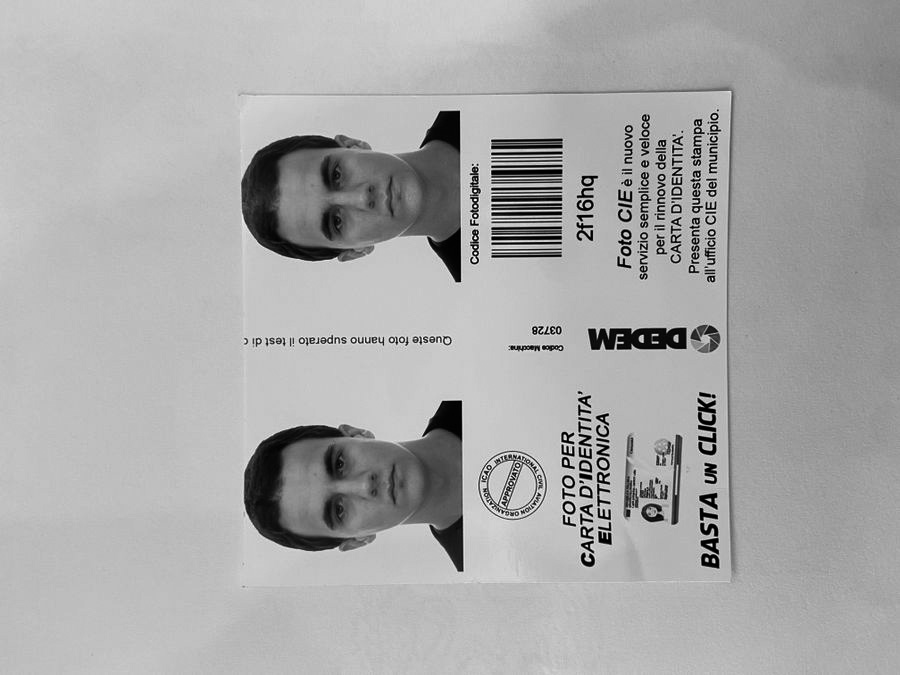 Codice Fotodigitale:
2f16hq
Foto CIE è il nuovo
servizio semplice e veloce
per il rinnovo della
CARTA D'IDENTITA'.
Presenta questa stampa
all'ufficio CIE del municipio.
Queste foto hanno superato il test di c
Codice Macchina:
03728
DEDEM
INTERNATIONAL CIVIL AVIATION ORGANIZATION ICAO
APPROVATO
FOTO PER
CARTA D'IDENTITA'
ELETTRONICA
BASTA UN CLICK!